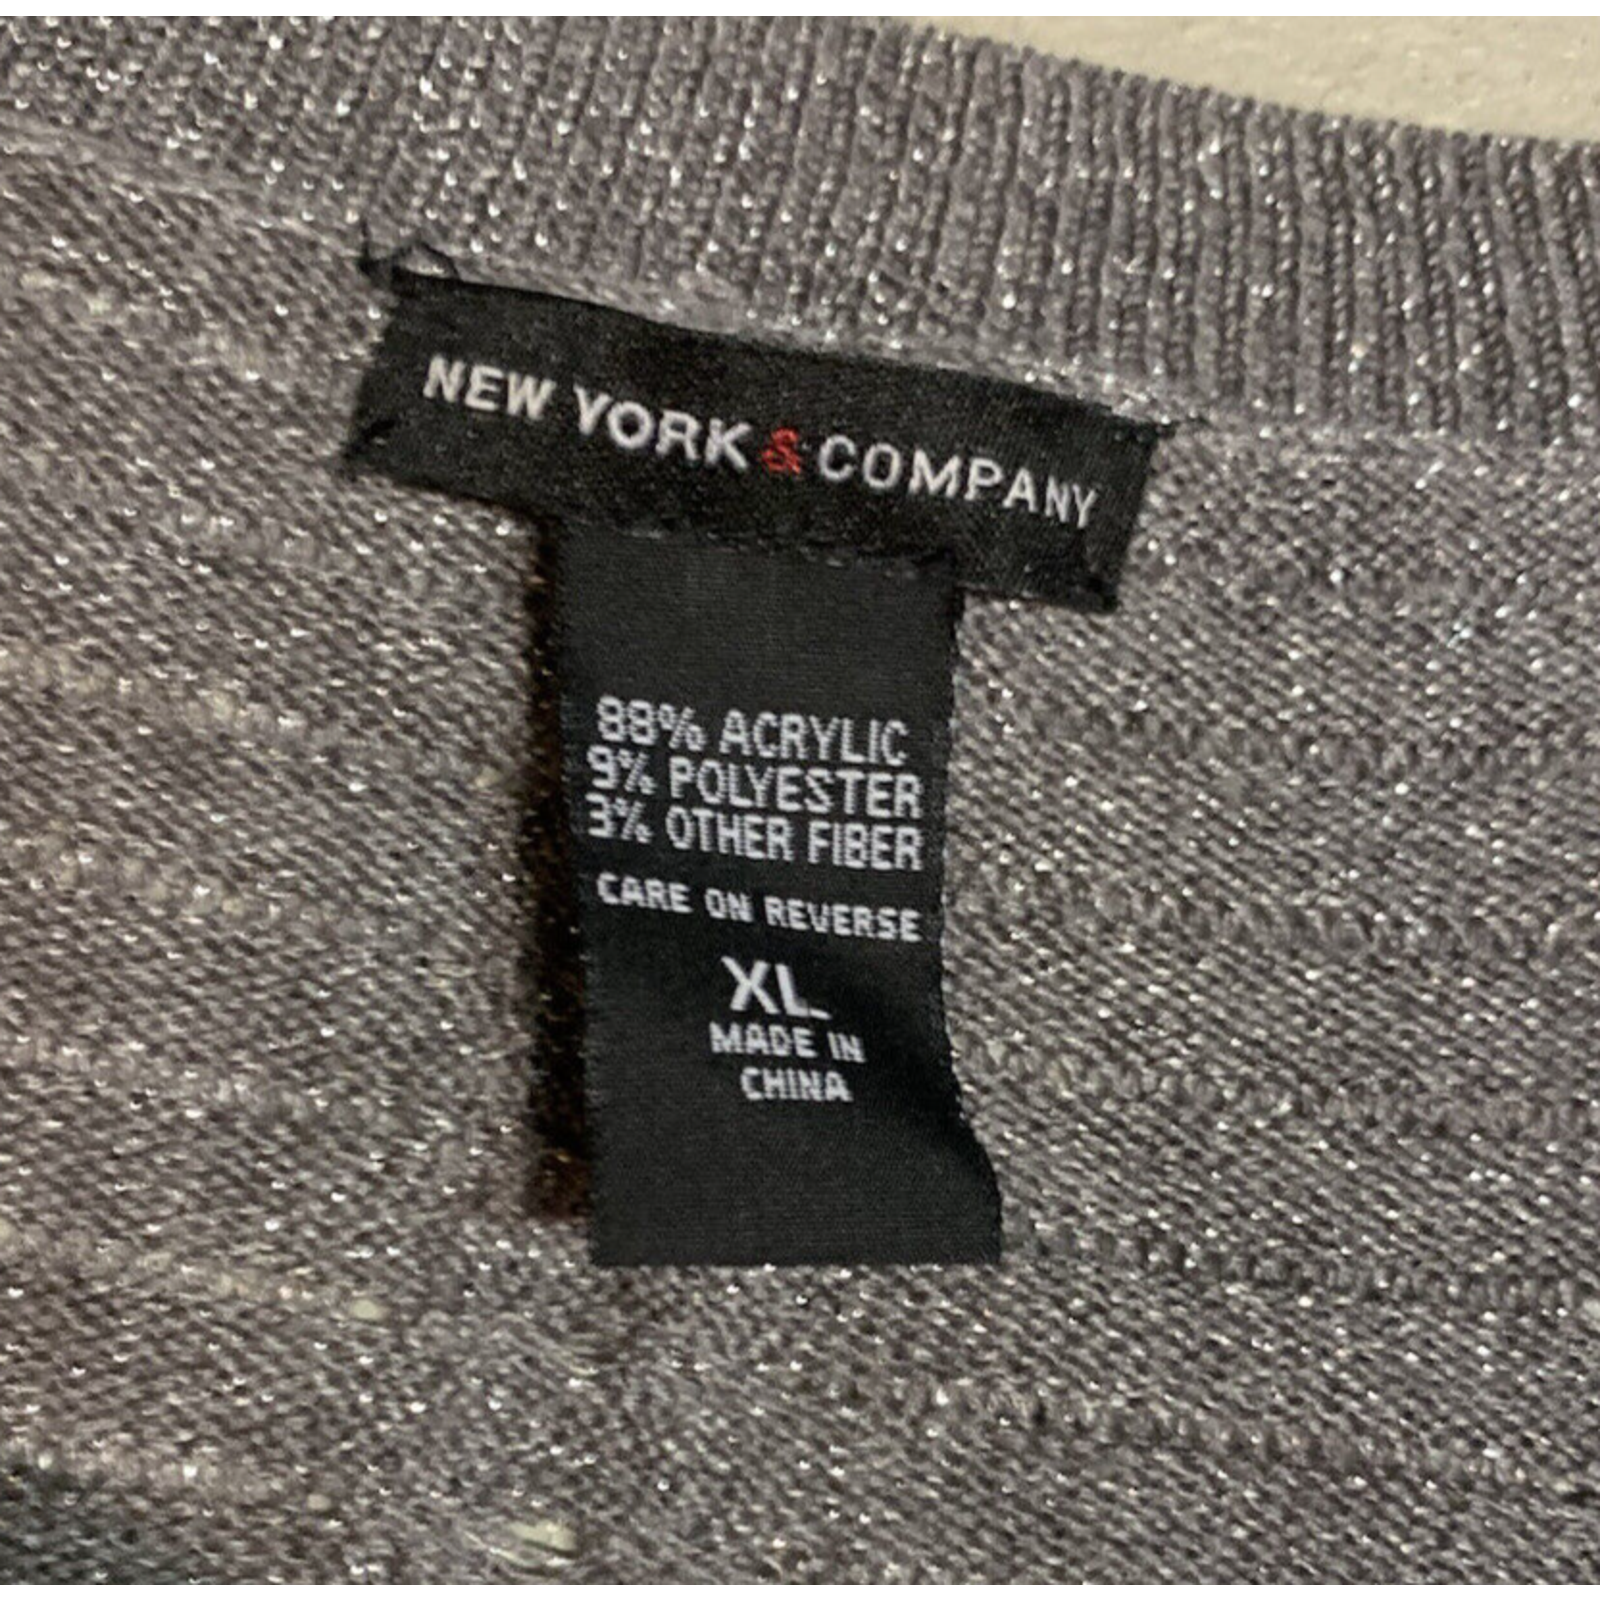 NEW YORK & COMPANY
88% ACRYLIC
9% POLYESTER
3% OTHER FIBER
CARE ON REVERSE
XL
MADE IN
CHINA